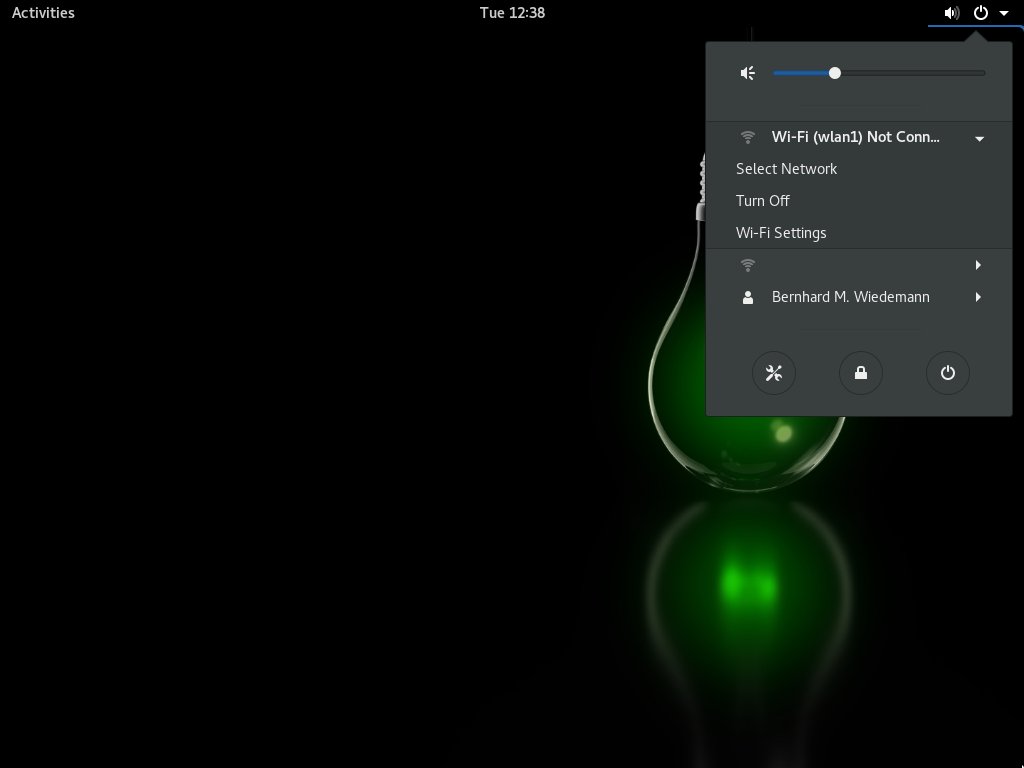 Activities
Tue 12:38
Wi-Fi (wlan1) Not Conn...
Select Network
Turn Off
Wi-Fi Settings
Bernhard M. Wiedemann